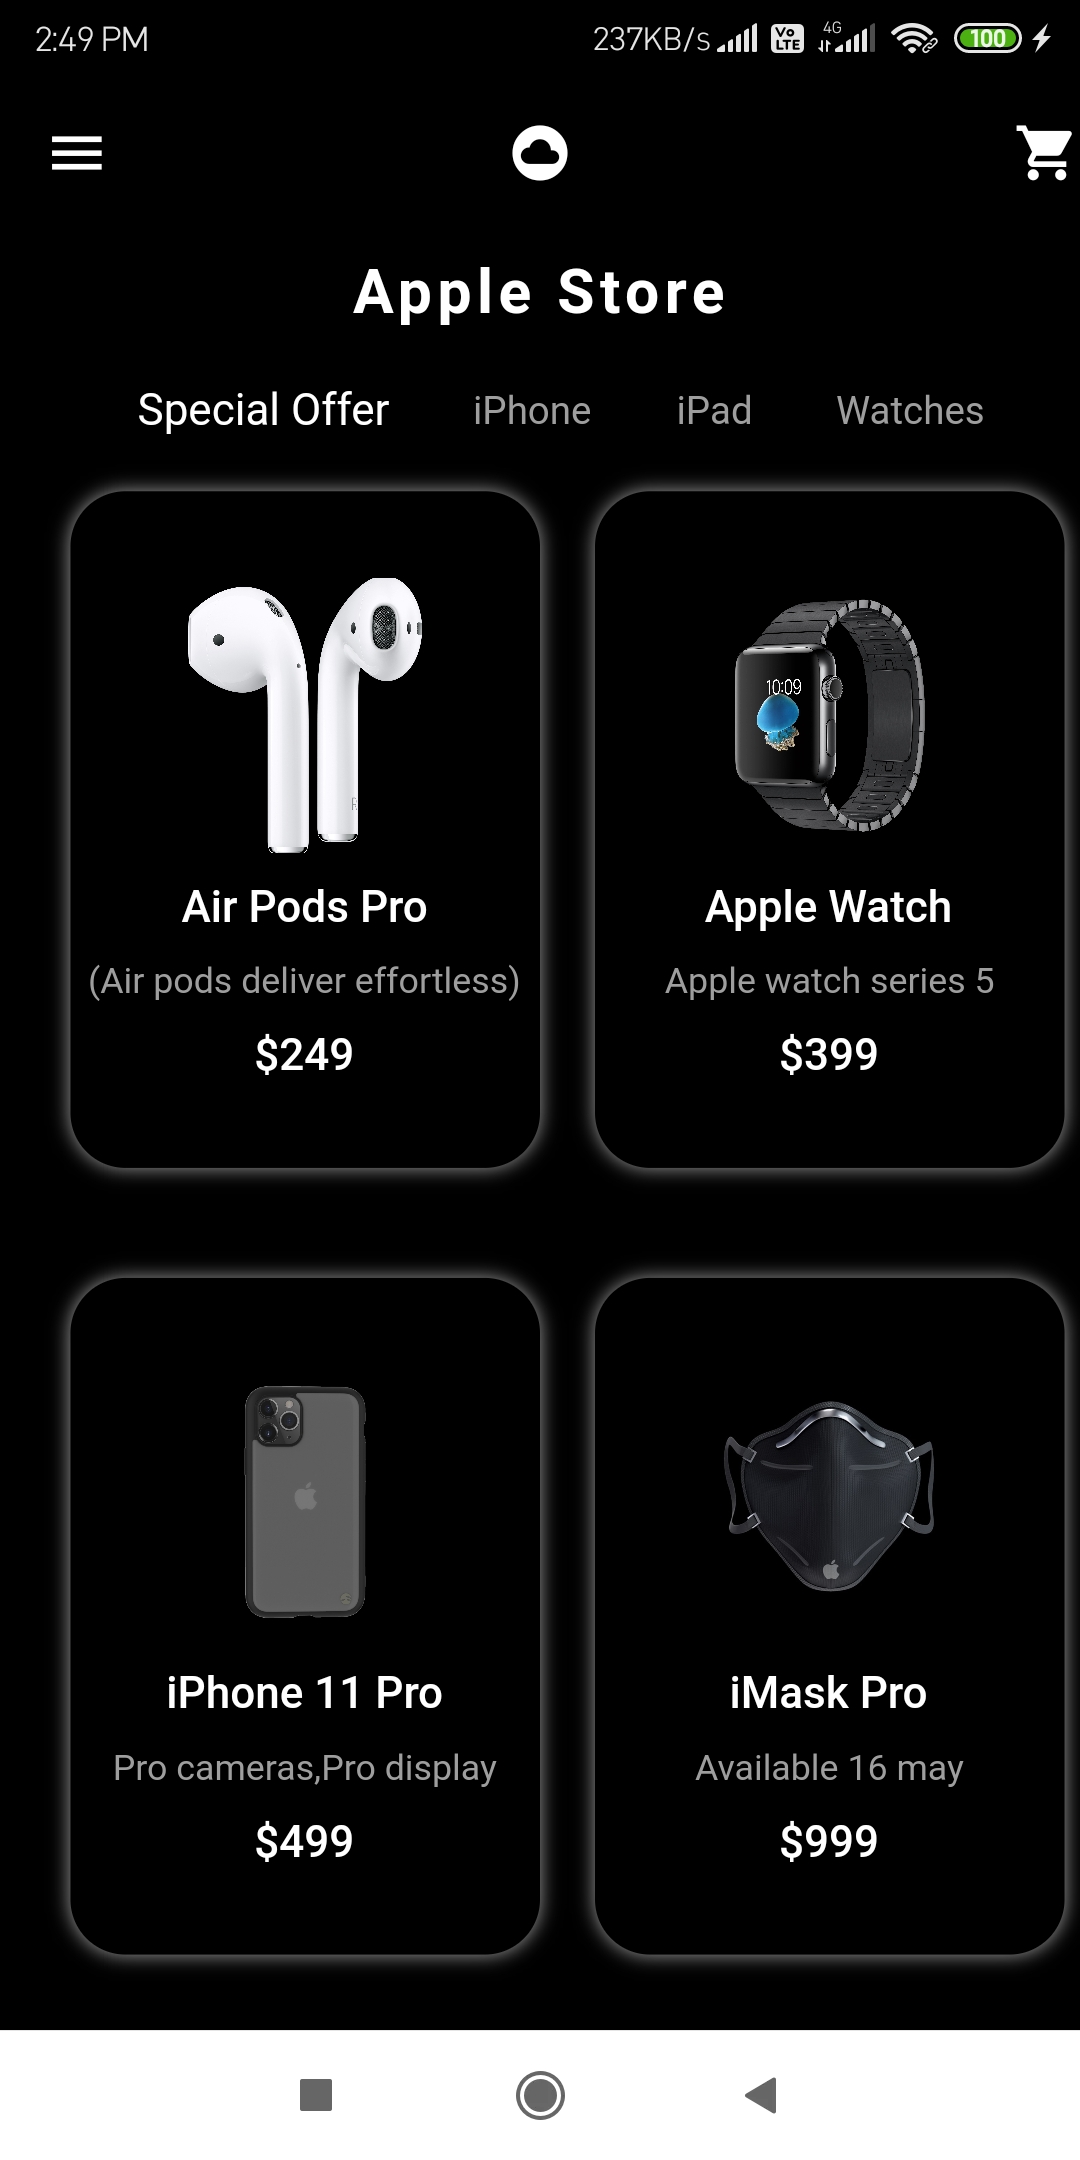 2:49 PM 237KB/s Vo LTE 4G 100
Apple Store
Special Offer iPhone iPad Watches
10:09
R
Air Pods Pro
(Air pods deliver effortless)
$249
Apple Watch
Apple watch series 5
$399
iPhone 11 Pro
Pro cameras,Pro display
$499
iMask Pro
Available 16 may
$999